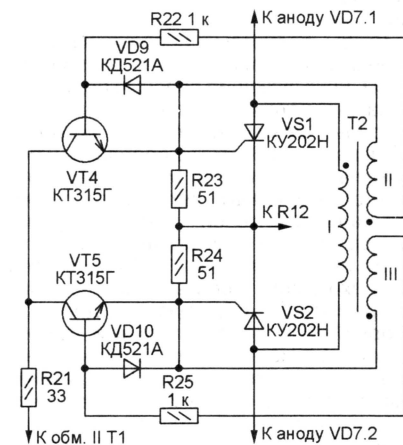 R22 1 к
К аноду VD7.1
VD9
КД521А
VS1
КУ202Н
T2
VT4
КТ315Г
R23
51
I
II
К R12
VT5
КТ315Г
R24
51
III
VD10
КД521А
VS2
КУ202Н
R21
33
R25
1 к
К обм. II T1
К аноду VD7.2